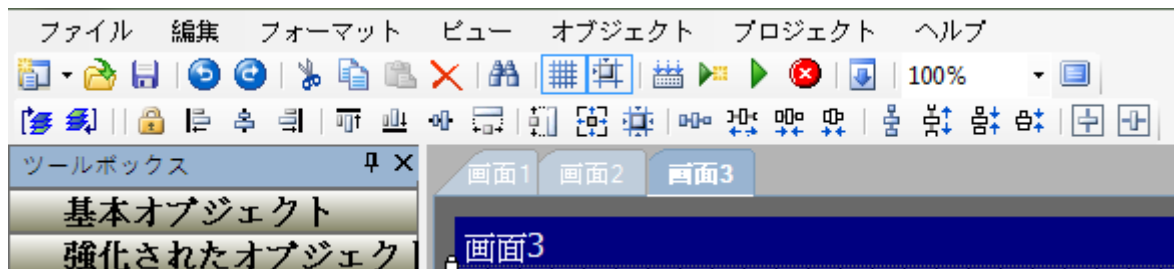 ファイル 編集 フォーマット ビュー オブジェクト プロジェクト ヘルプ
100%
ツールボックス
画面1 画面2 画面3
基本オブジェクト
画面3
強化されたオブジェクト